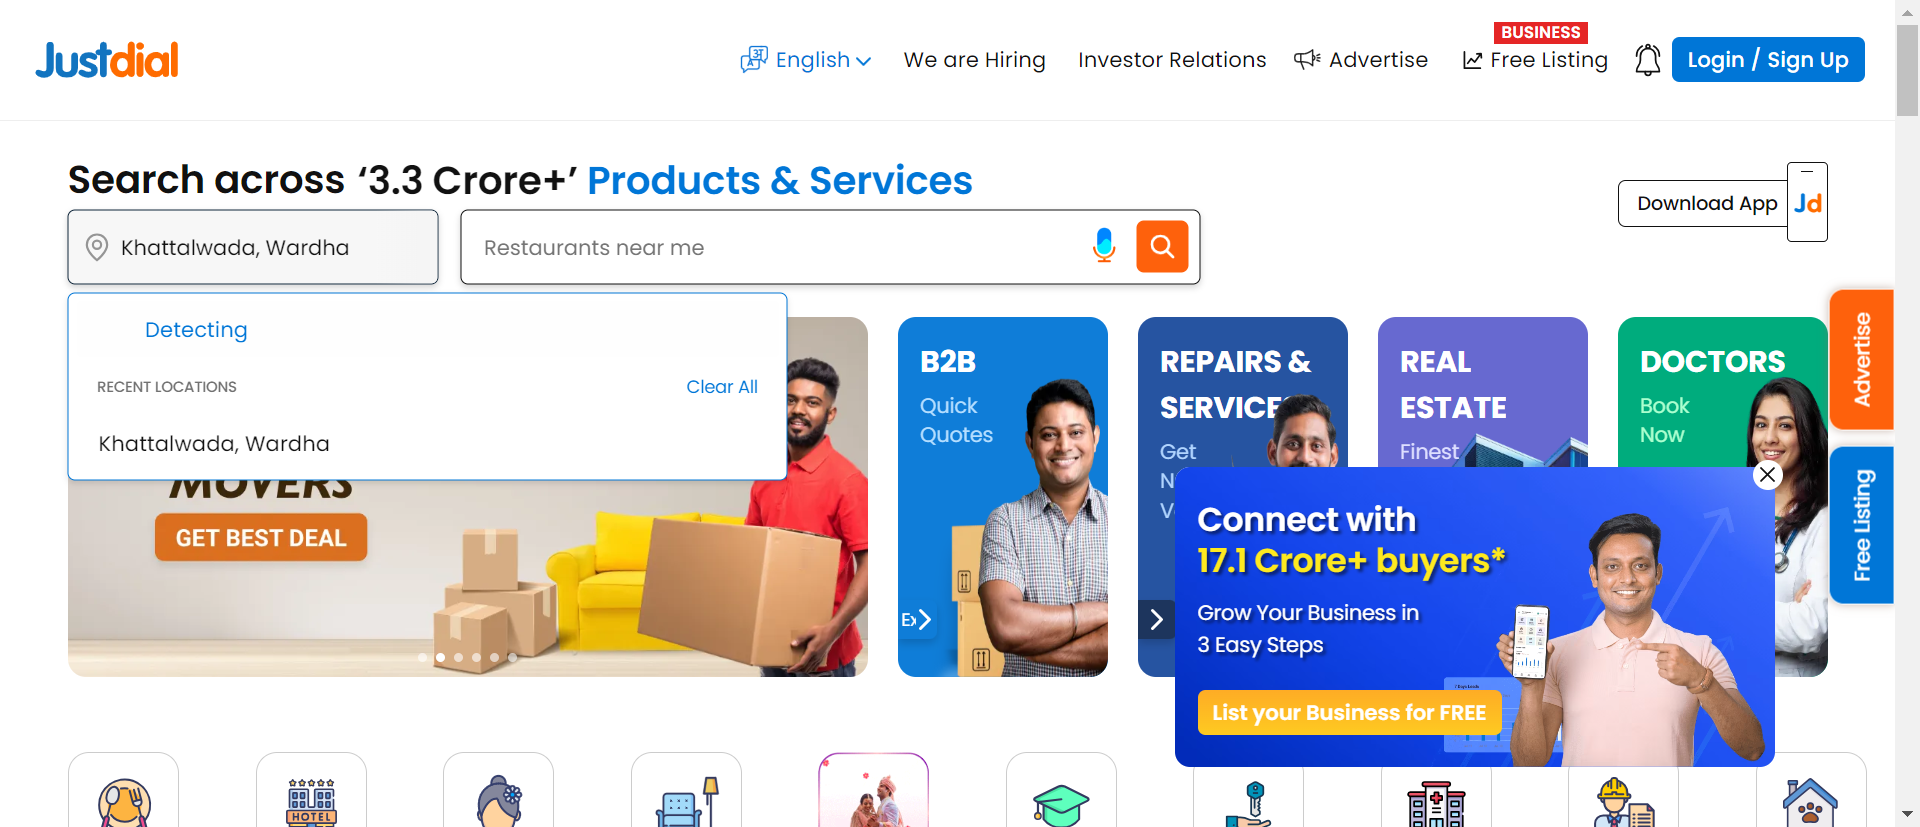 Justdial
English
We are Hiring
Investor Relations
Advertise
BUSINESS
Free Listing
Login / Sign Up
Search across ‘3.3 Crore+’ Products & Services
Download App
Jd
Khattalwada, Wardha
Restaurants near me
Detecting
RECENT LOCATIONS
Clear All
Khattalwada, Wardha
MOVERS
GET BEST DEAL
B2B
Quick
Quotes
REPAIRS &
SERVICES
Get
REAL
ESTATE
Finest
DOCTORS
Book
Now
Advertise
Free Listing
Connect with
17.1 Crore+ buyers*
Grow Your Business in
3 Easy Steps
List your Business for FREE
HOTEL